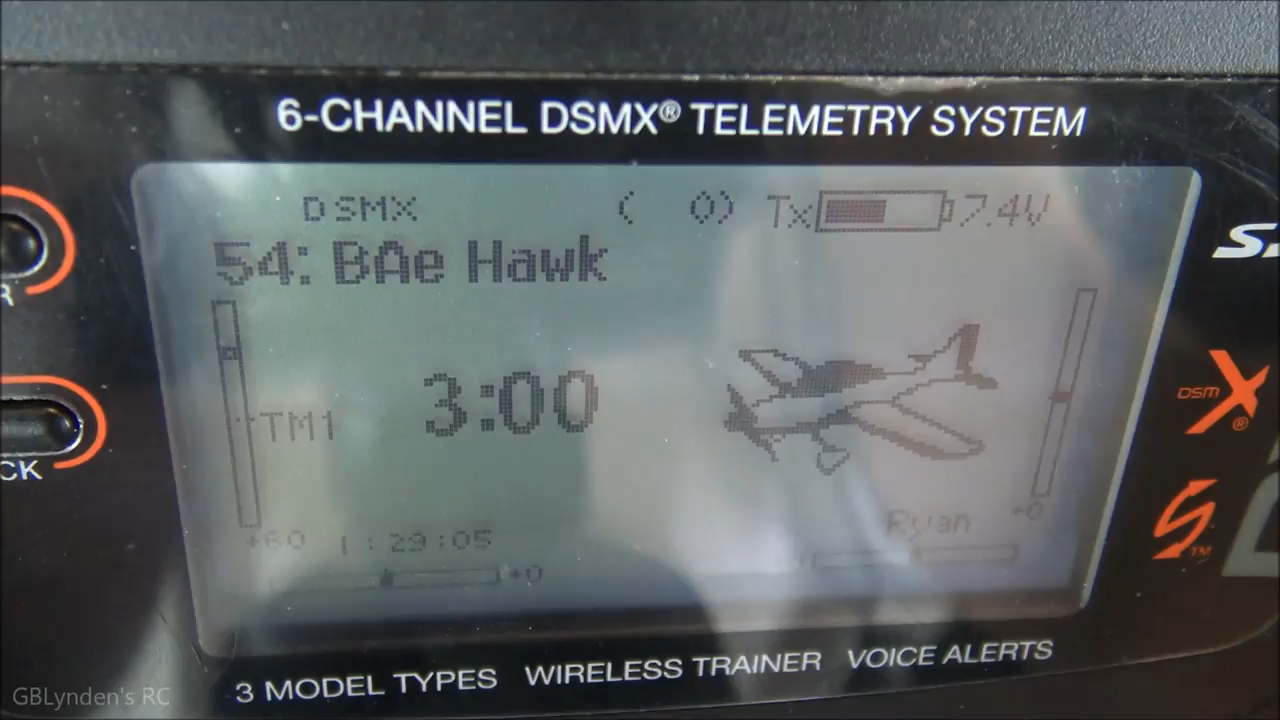 6-CHANNEL DSMX® TELEMETRY SYSTEM
DSMX ( 0) Tx 7.4V
54: BAe Hawk
R
TM1 3:00
DSM X®
CK
+60 1:29:05 Ryan +0
+0
TM
3 MODEL TYPES WIRELESS TRAINER VOICE ALERTS
GBLynden's RC